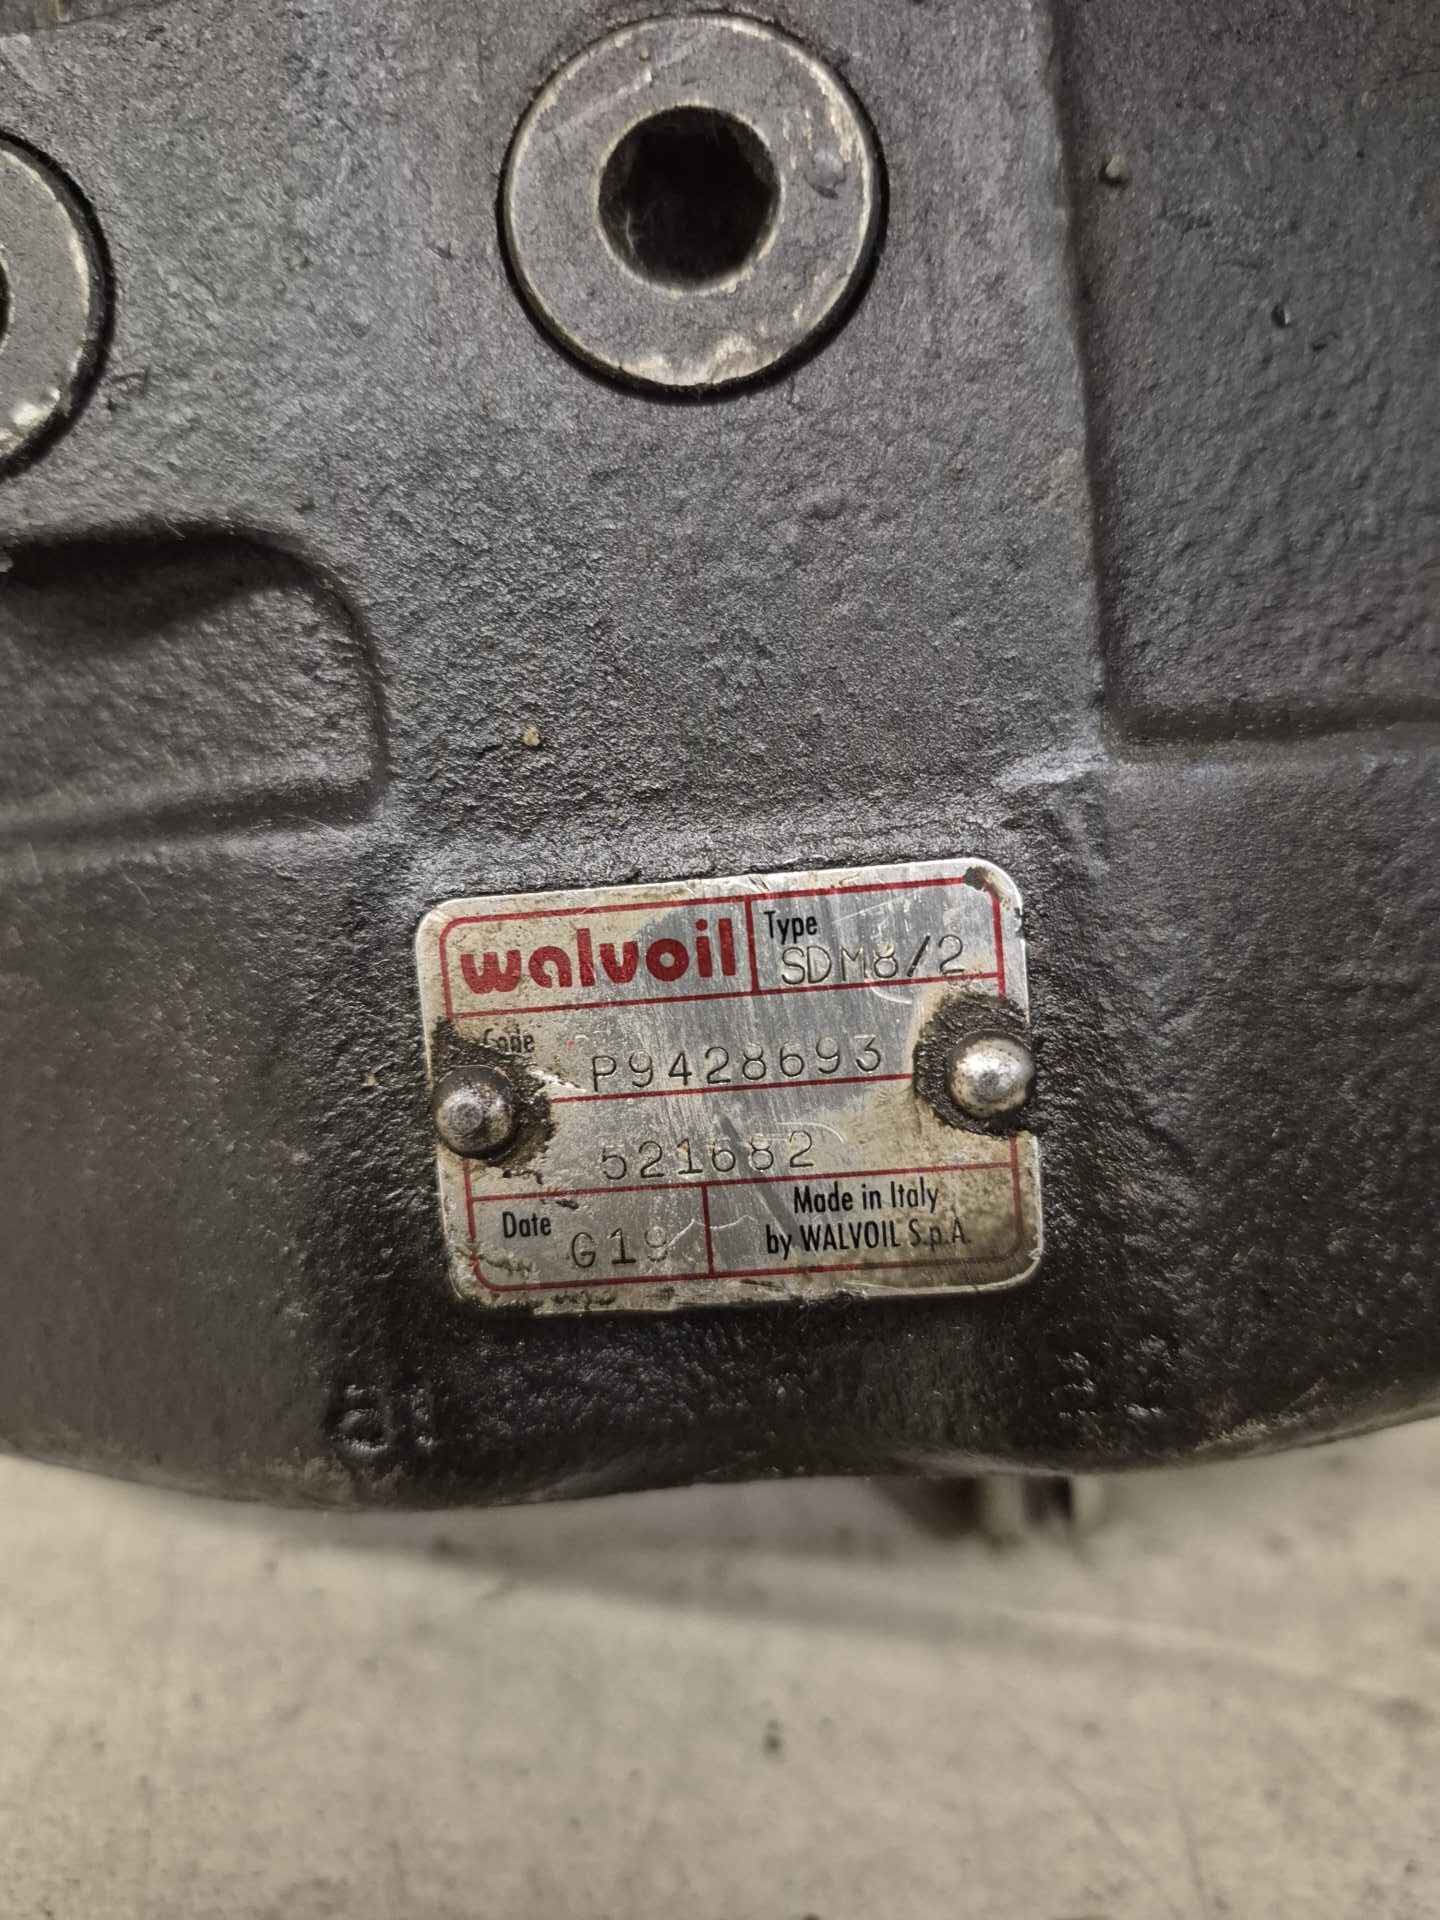 walvoil
Type
SDM8/2
Code
P9428693
521682
Date
G19
Made in Italy
by WALVOIL S.p.A.